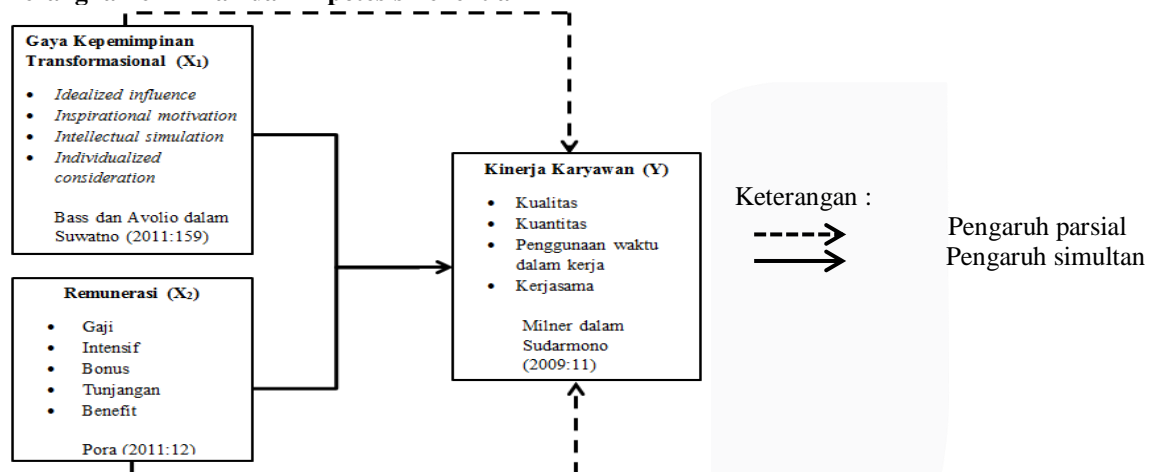 Gaya Kepemimpinan
Transformasional (X₁)
• Idealized influence
• Inspirational motivation
• Intellectual simulation
• Individualized
consideration
Bass dan Avolio dalam
Suwatno (2011:159)
Remunerasi (X₂)
• Gaji
• Intensif
• Bonus
• Tunjangan
• Benefit
Pora (2011:12)
Kinerja Karyawan (Y)
• Kualitas
• Kuantitas
• Penggunaan waktu
dalam kerja
• Kerjasama
Milner dalam
Sudarmono
(2009:11)
Keterangan :
Pengaruh parsial
Pengaruh simultan